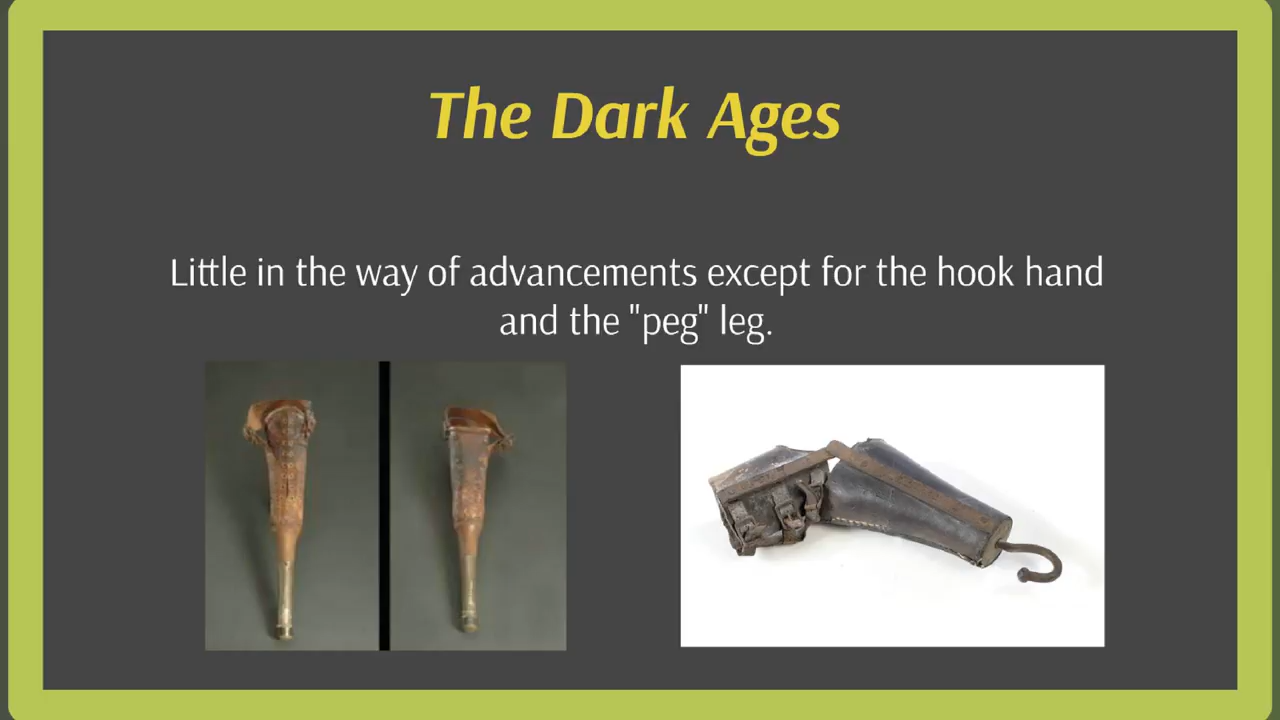 The Dark Ages
Little in the way of advancements except for the hook hand
and the "peg" leg.